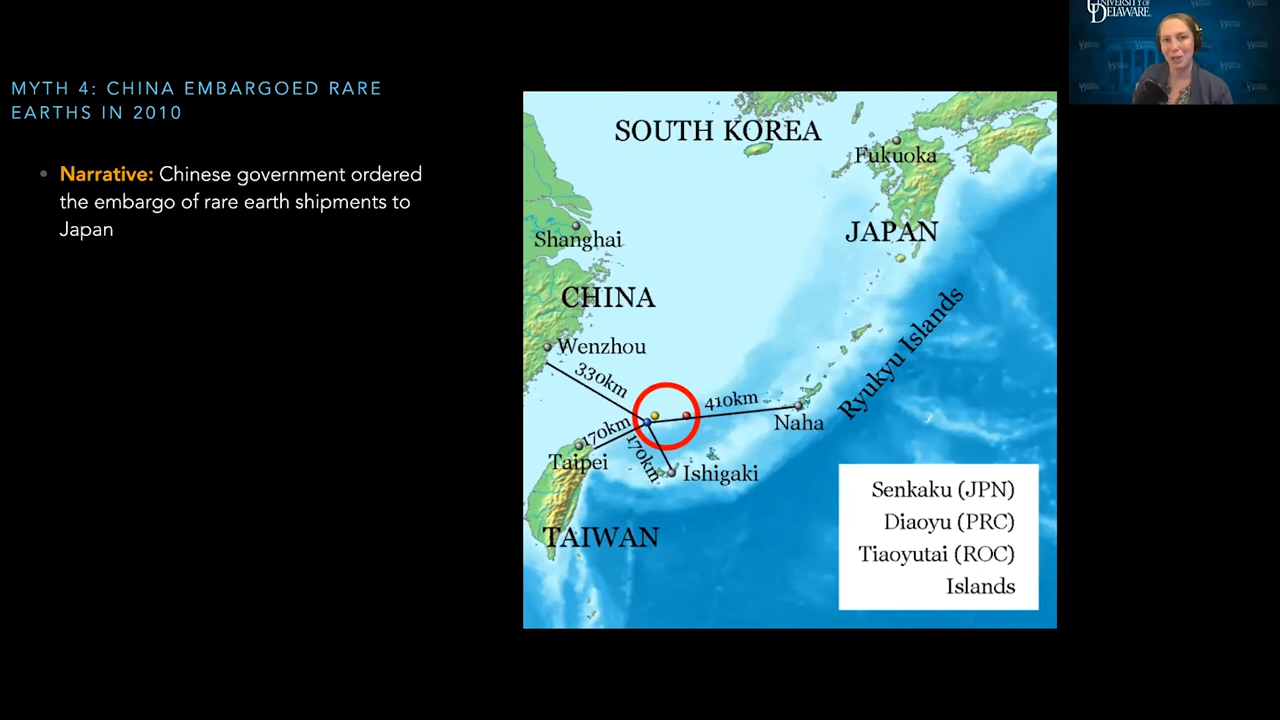 UNIVERSITY OF
DELAWARE.
MYTH 4: CHINA EMBARGOED RARE
EARTHS IN 2010
Narrative: Chinese government ordered
the embargo of rare earth shipments to
Japan
SOUTH KOREA
Fukuoka
JAPAN
Shanghai
CHINA
Wenzhou
330km
Ryukyu Islands
410km
Naha
170km
170km
Taipei
Ishigaki
TAIWAN
Senkaku (JPN)
Diaoyu (PRC)
Tiaoyutai (ROC)
Islands